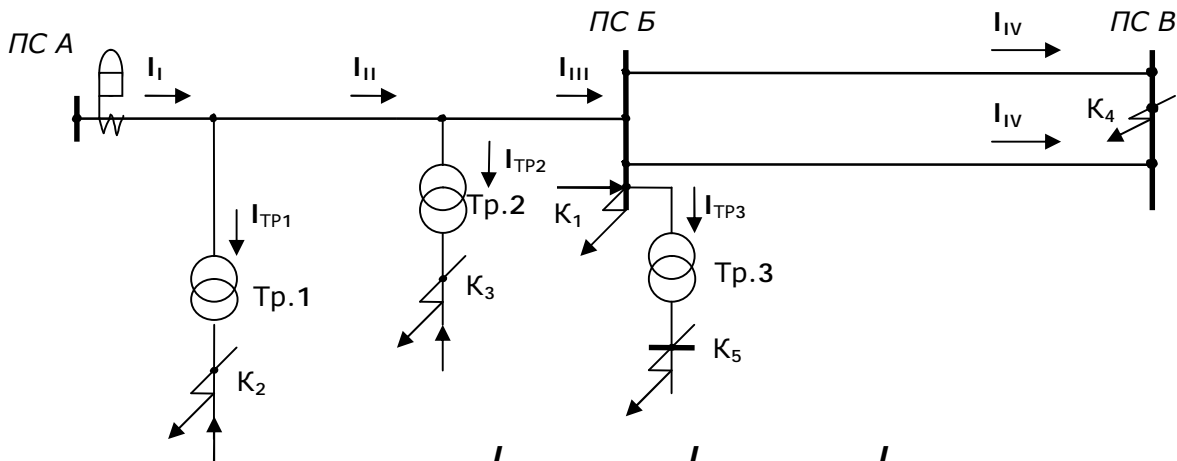 ПС А
ПС Б
ПС В
I_I
I_II
I_III
I_IV
I_IV
К₄
I_ТР1
I_ТР2
I_ТР3
Тр.2
К₁
Тр.1
К₃
Тр.3
К₂
К₅
I I I